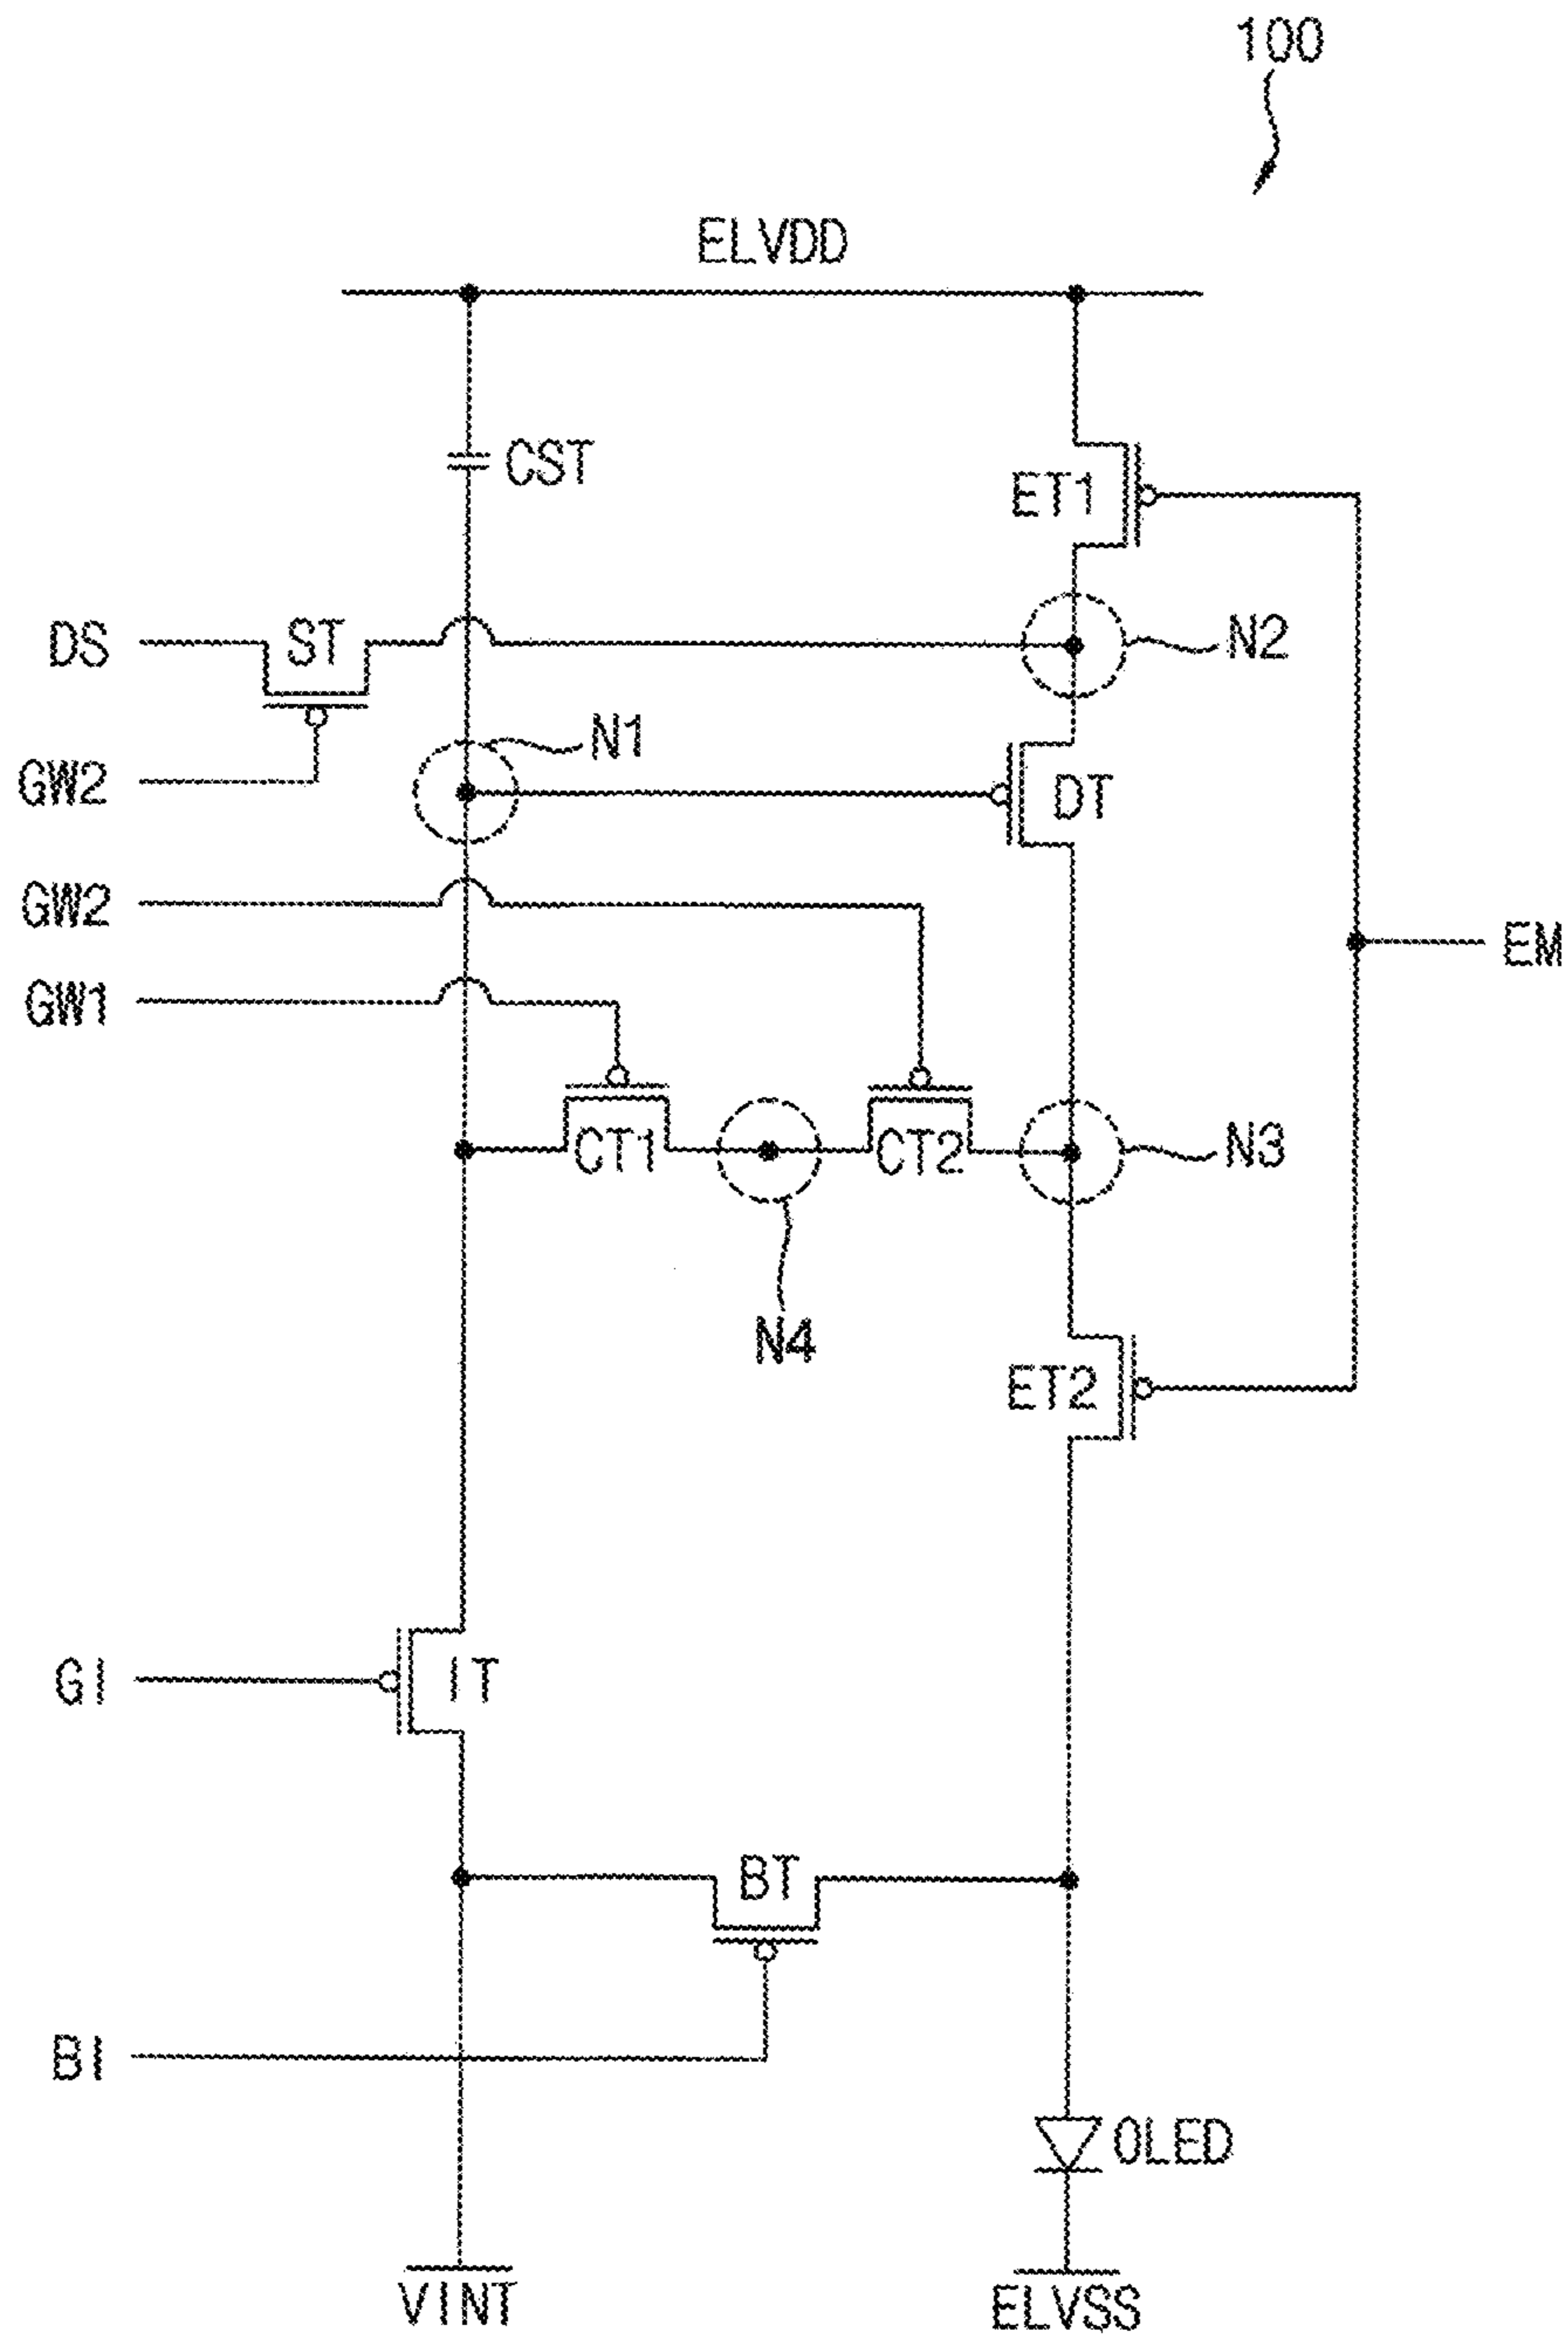 100
ELVDD
CST
ET1
DS
ST
N2
N1
GW2
DT
GW2
EM
GW1
CT1
CT2
N3
N4
ET2
GI
IT
BT
BI
OLED
VINT
ELVSS